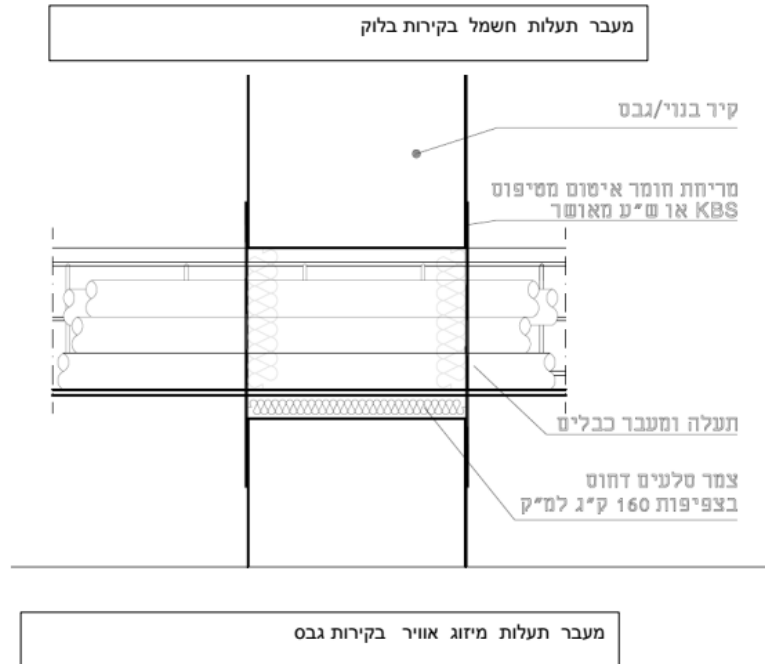 מעבר תעלות חשמל בקירות בלוק
קיר בנוי/גבס
מריחת חומר איטום מטיפוס
KBS או ש״ע מאושר
תעלה ומעבר כבלים
צמר סלעים דחוס
בצפיפות 160 ק״ג למ״ק
מעבר תעלות מיזוג אוויר בקירות גבס